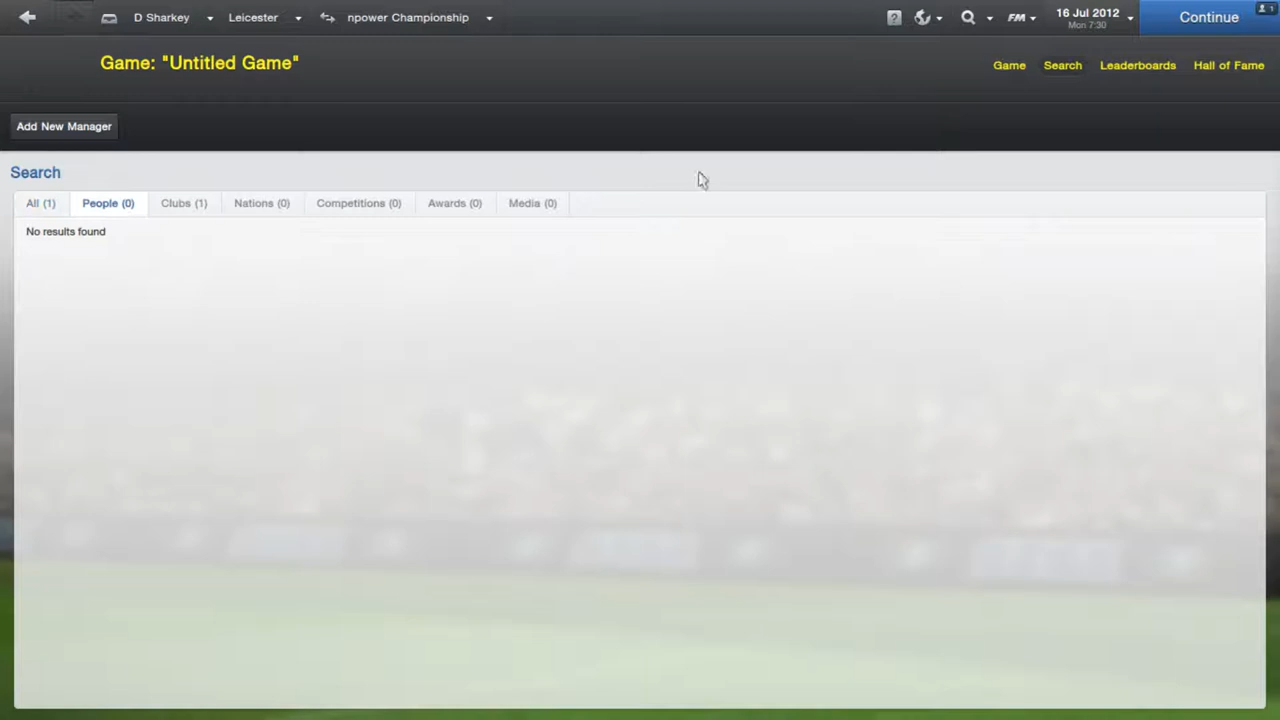 D Sharkey Leicester npower Championship ? FM 16 Jul 2012 Continue 1
Mon 7:30
Game: "Untitled Game" Game Search Leaderboards Hall of Fame
Add New Manager
Search
All (1) People (0) Clubs (1) Nations (0) Competitions (0) Awards (0) Media (0)
No results found